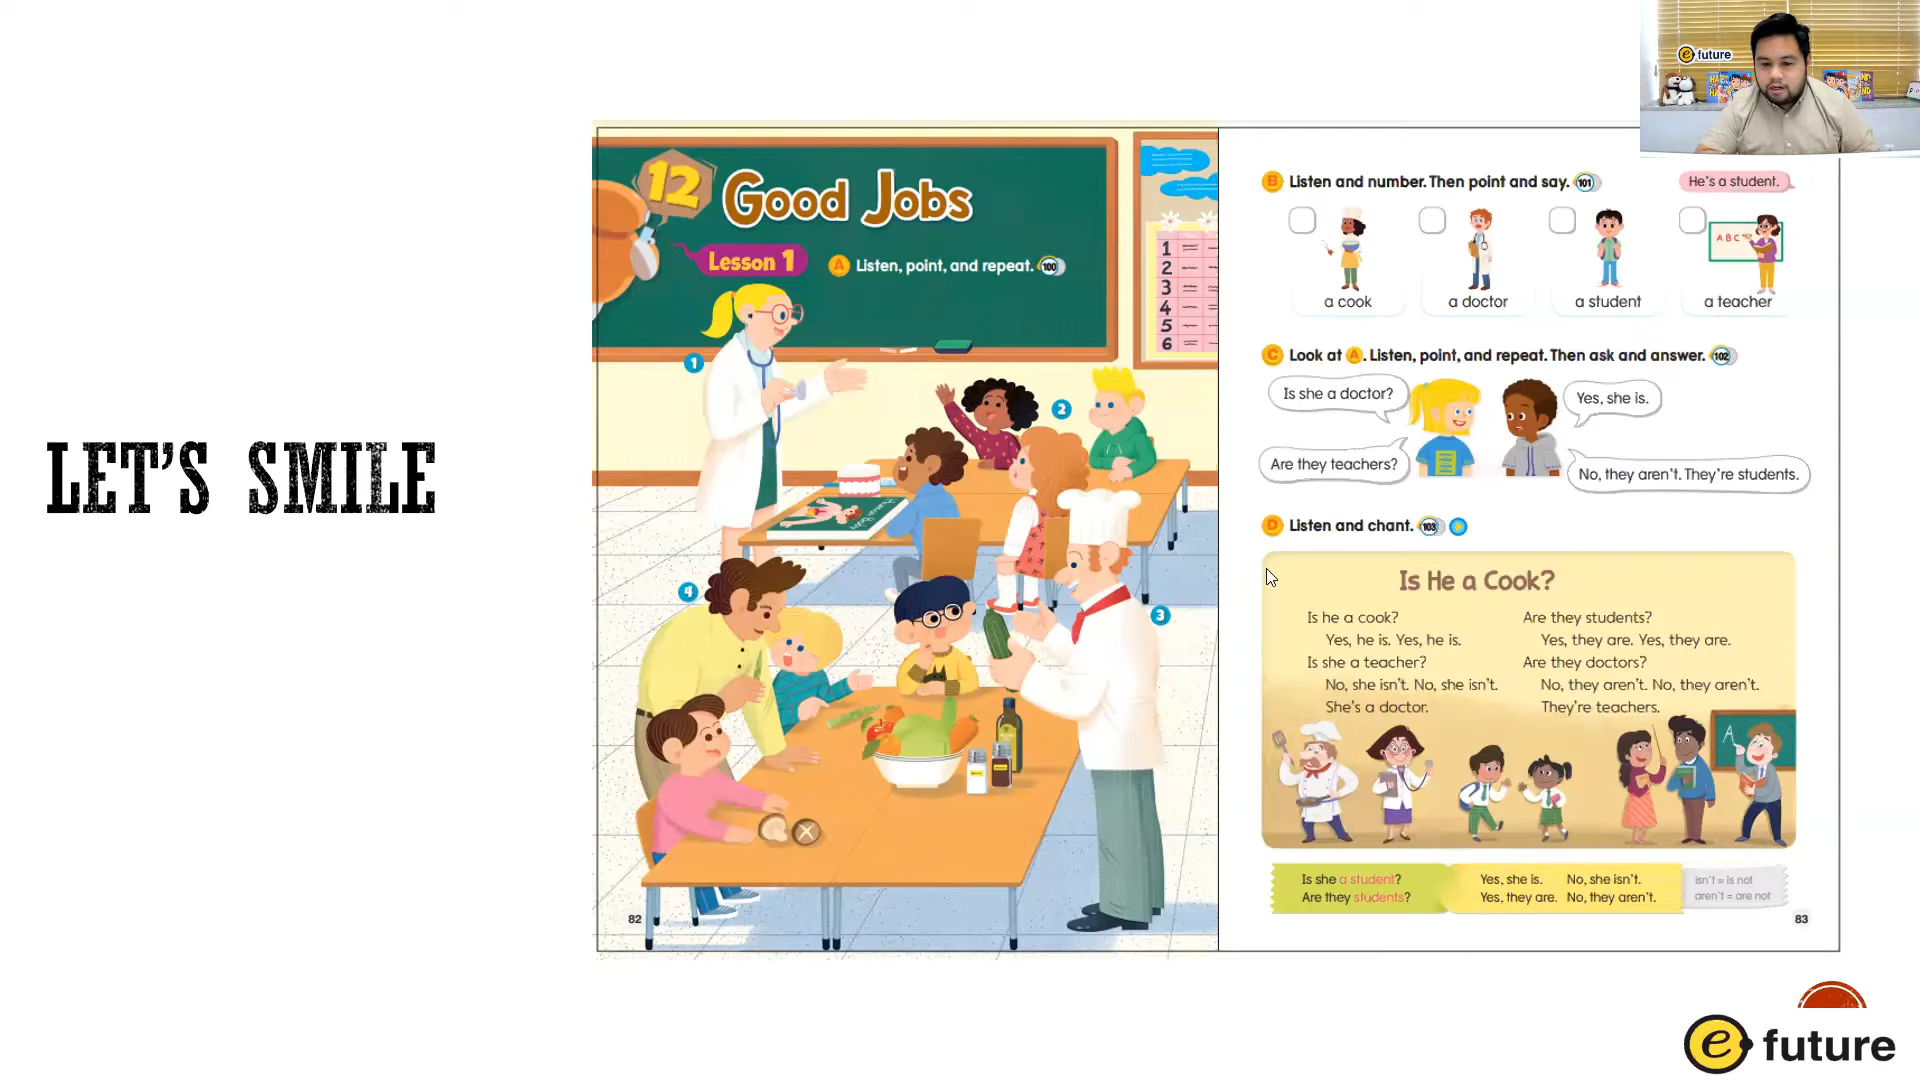 LET'S SMILE
12
Good Jobs
Lesson 1
A Listen, point, and repeat. 100
1
2
3
4
5
6
1
2
3
4
82
B Listen and number. Then point and say. 101
He's a student.
a cook
a doctor
a student
a teacher
A B C
C Look at A. Listen, point, and repeat. Then ask and answer. 102
Is she a doctor?
Yes, she is.
Are they teachers?
No, they aren't. They're students.
D Listen and chant. 103
Is He a Cook?
Is he a cook?
Yes, he is. Yes, he is.
Is she a teacher?
No, she isn't. No, she isn't.
She's a doctor.
Are they students?
Yes, they are. Yes, they are.
Are they doctors?
No, they aren't. No, they aren't.
They're teachers.
A
Is she a student?
Are they students?
Yes, she is. No, she isn't.
Yes, they are. No, they aren't.
isn't = is not
aren't = are not
83
e future
e future